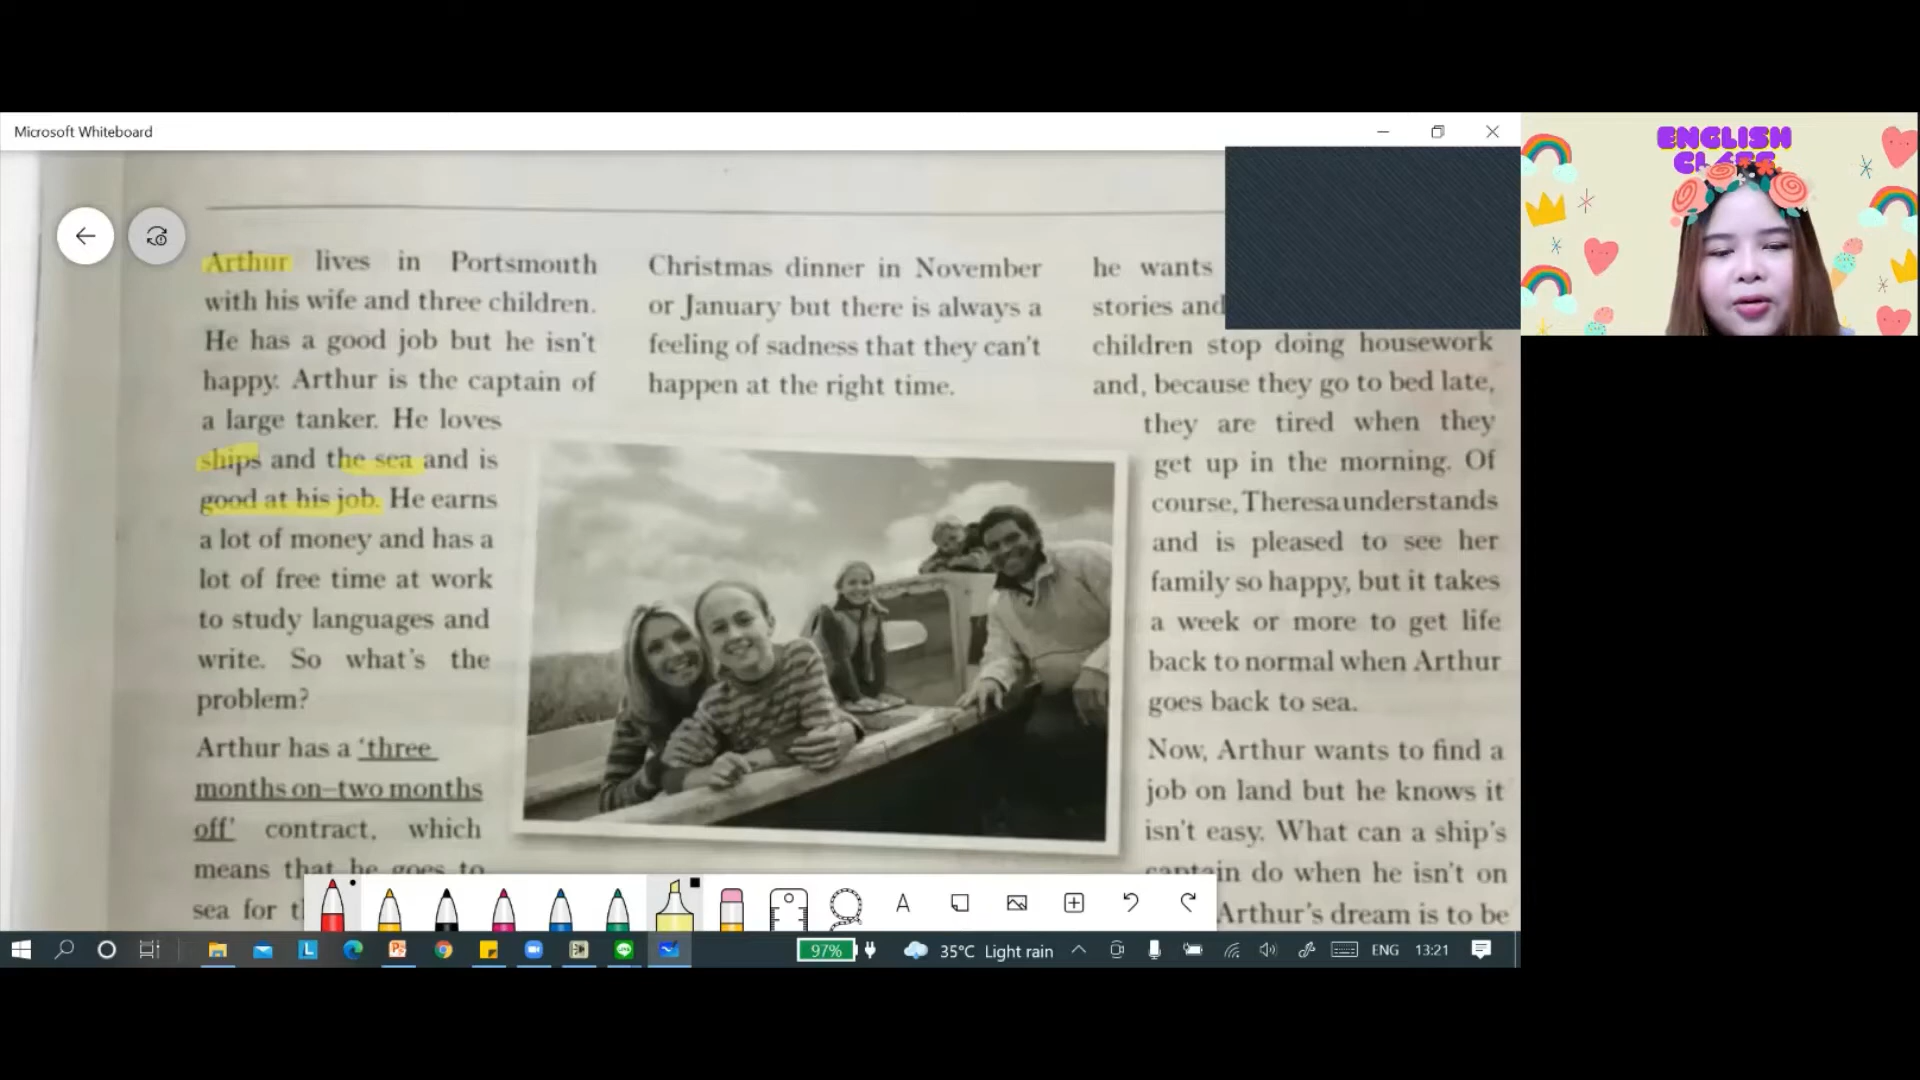 Microsoft Whiteboard
ENGLISH
Arthur lives in Portsmouth
with his wife and three children.
He has a good job but he isn't
happy. Arthur is the captain of
a large tanker. He loves
ships and the sea and is
good at his job. He earns
a lot of money and has a
lot of free time at work
to study languages and
write. So what's the
problem?
Arthur has a 'three
months on–two months
off' contract, which
means that he goes to
sea for
Christmas dinner in November
or January but there is always a
feeling of sadness that they can't
happen at the right time.
he wants
stories and
children stop doing housework
and, because they go to bed late,
they are tired when they
get up in the morning. Of
course, Theresa understands
and is pleased to see her
family so happy, but it takes
a week or more to get life
back to normal when Arthur
goes back to sea.
Now, Arthur wants to find a
job on land but he knows it
isn't easy. What can a ship's
captain do when he isn't on
Arthur's dream is to be
97%
35°C Light rain
ENG
13:21